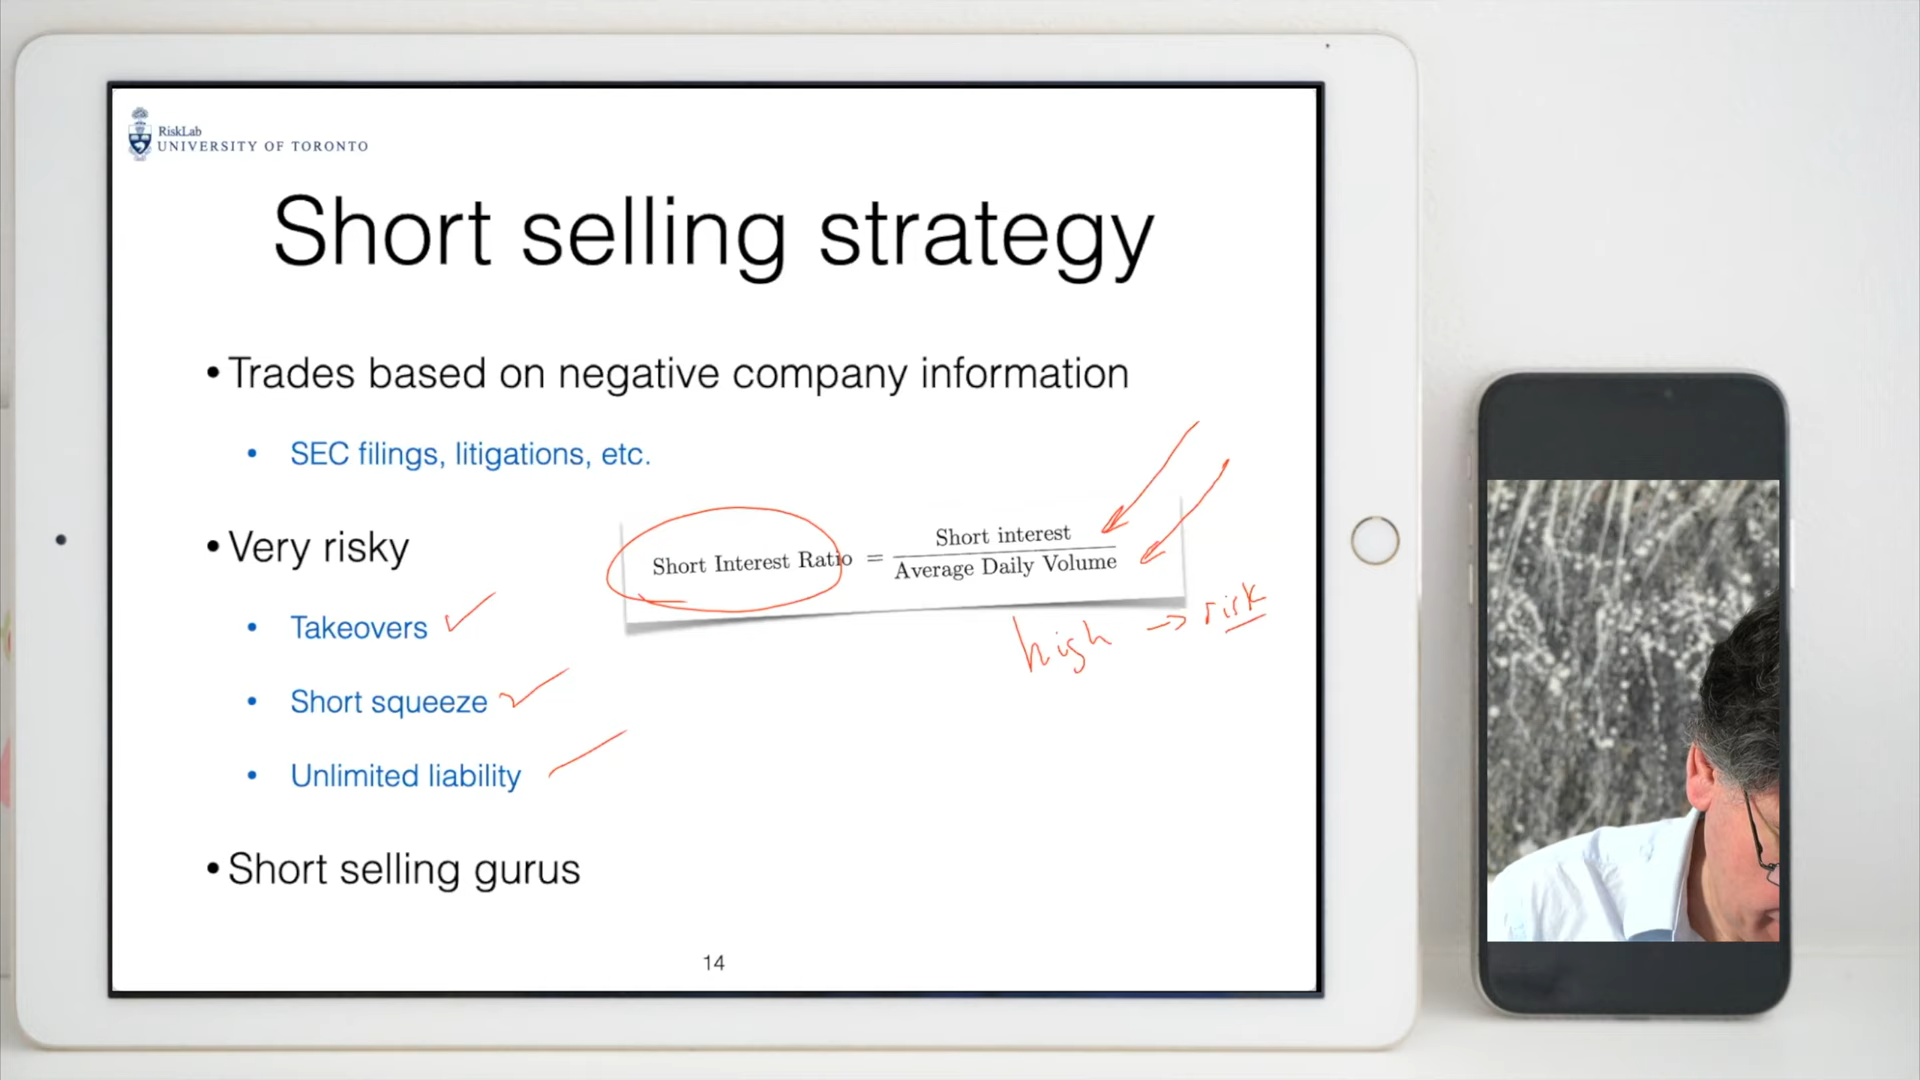 RiskLab
UNIVERSITY OF TORONTO
Short selling strategy
• Trades based on negative company information
• SEC filings, litigations, etc.
• Very risky
Short Interest Ratio = Short interest
Average Daily Volume
high → risk
• Takeovers
• Short squeeze
• Unlimited liability
• Short selling gurus
14